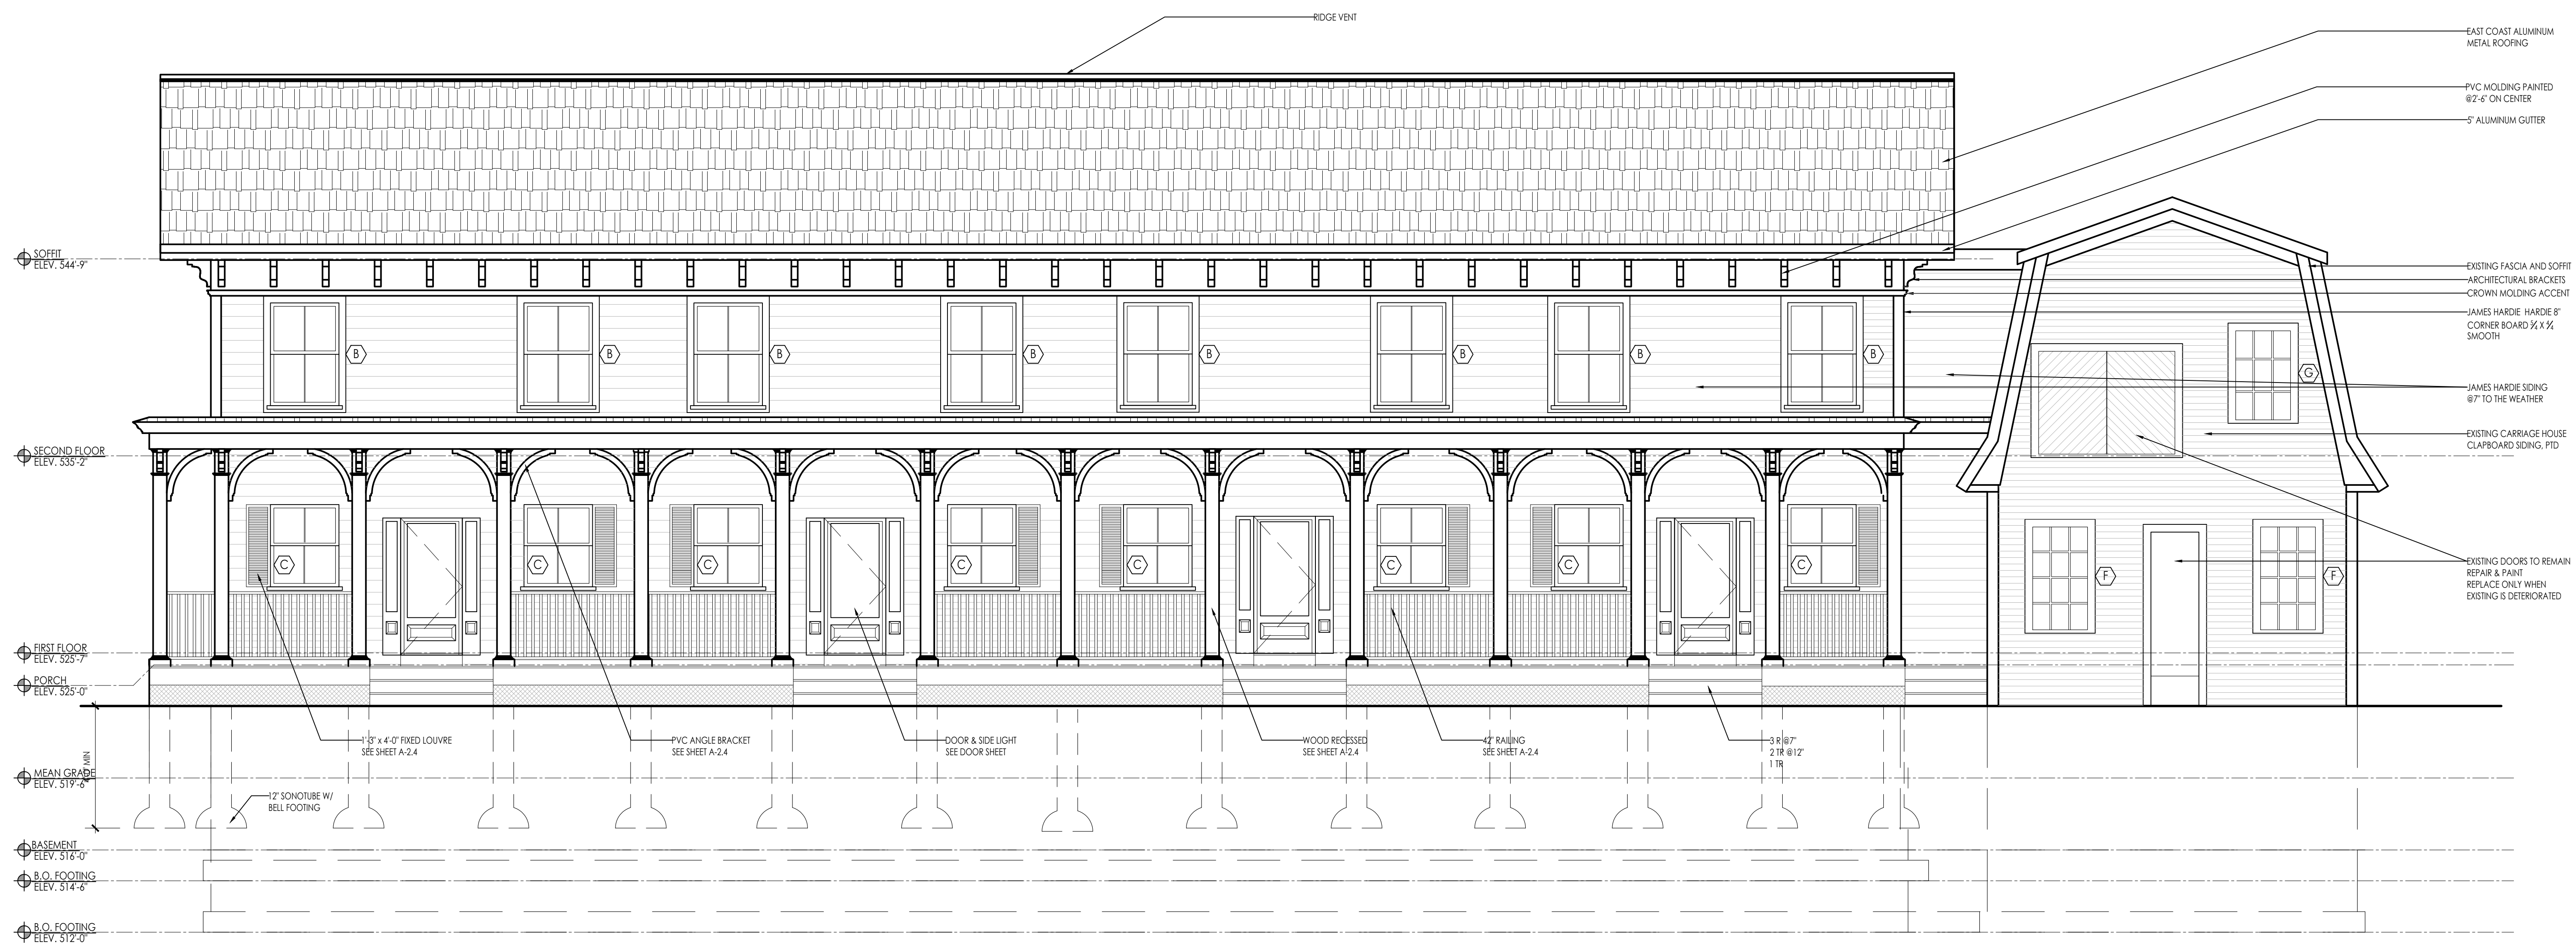 RIDGE VENT
EAST COAST ALUMINUM
METAL ROOFING
PVC MOLDING PAINTED
@2'-6" ON CENTER
5" ALUMINUM GUTTER
SOFFIT
ELEV. 544'-9"
EXISTING FASCIA AND SOFFIT
ARCHITECTURAL BRACKETS
CROWN MOLDING ACCENT
JAMES HARDIE HARDIE 8"
CORNER BOARD 5/4 X 5/4
SMOOTH
B
B
B
B
B
B
B
B
G
JAMES HARDIE SIDING
@7" TO THE WEATHER
EXISTING CARRIAGE HOUSE
CLAPBOARD SIDING, PTD
SECOND FLOOR
ELEV. 535'-2"
C
C
C
C
C
C
C
C
F
F
EXISTING DOORS TO REMAIN
REPAIR & PAINT
REPLACE ONLY WHEN
EXISTING IS DETERIORATED
FIRST FLOOR
ELEV. 525'-7"
PORCH
ELEV. 525'-0"
1'-3" x 4'-0" FIXED LOUVRE
SEE SHEET A-2.4
PVC ANGLE BRACKET
SEE SHEET A-2.4
DOOR & SIDE LIGHT
SEE DOOR SHEET
WOOD RECESSED
SEE SHEET A-2.4
42" RAILING
SEE SHEET A-2.4
3 R @7"
2 TR @12"
1 TR
MIN
MEAN GRADE
ELEV. 519'-6"
12" SONOTUBE W/
BELL FOOTING
BASEMENT
ELEV. 516'-0"
B.O. FOOTING
ELEV. 514'-6"
B.O. FOOTING
ELEV. 512'-0"